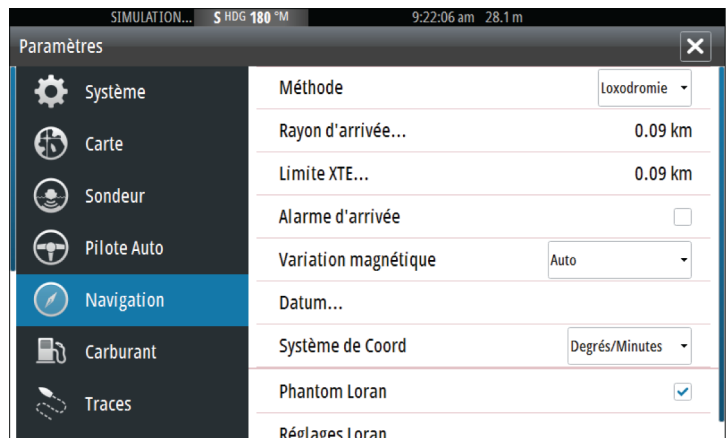 SIMULATION... S HDG 180 °M 9:22:06 am 28.1 m
Paramètres
Système
Carte
Sondeur
Pilote Auto
Navigation
Carburant
Traces
Méthode Loxodromie
Rayon d'arrivée... 0.09 km
Limite XTE... 0.09 km
Alarme d'arrivée
Variation magnétique Auto
Datum...
Système de Coord Degrés/Minutes
Phantom Loran
Réglages Loran